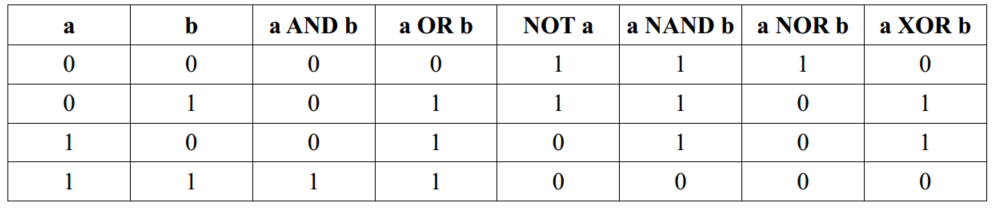 a b a AND b a OR b NOT a a NAND b a NOR b a XOR b
0 0 0 0 1 1 1 0
0 1 0 1 1 1 0 1
1 0 0 1 0 1 0 1
1 1 1 1 0 0 0 0